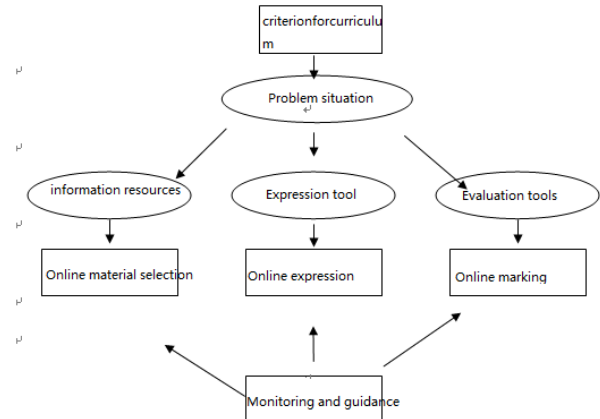 criterionforcurriculu
m
Problem situation
information resources
Expression tool
Evaluation tools
Online material selection
Online expression
Online marking
Monitoring and guidance